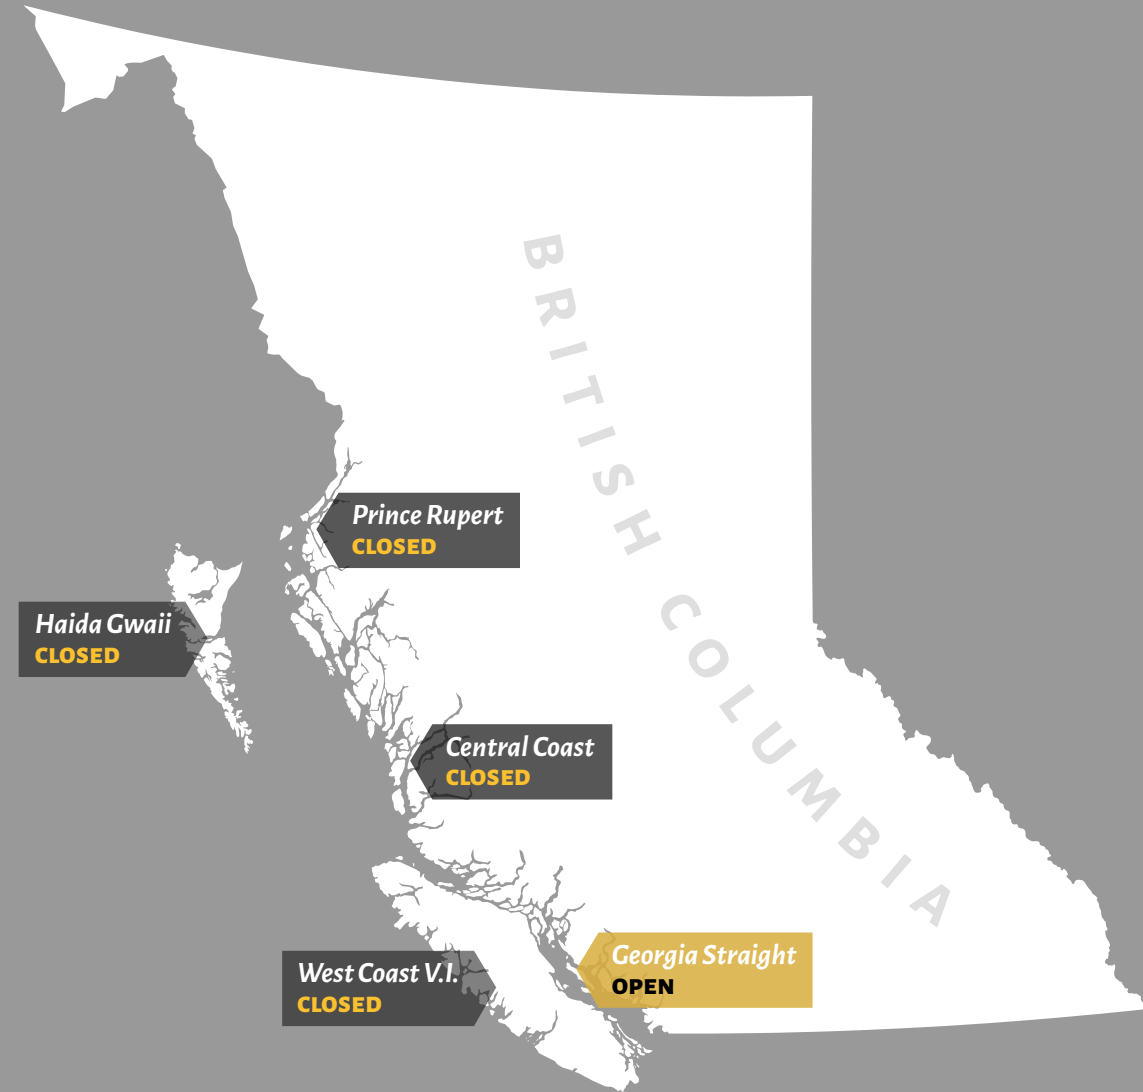 BRITISH COLUMBIA
Prince Rupert
CLOSED
Haida Gwaii
CLOSED
Central Coast
CLOSED
Georgia Straight
OPEN
West Coast V.I.
CLOSED